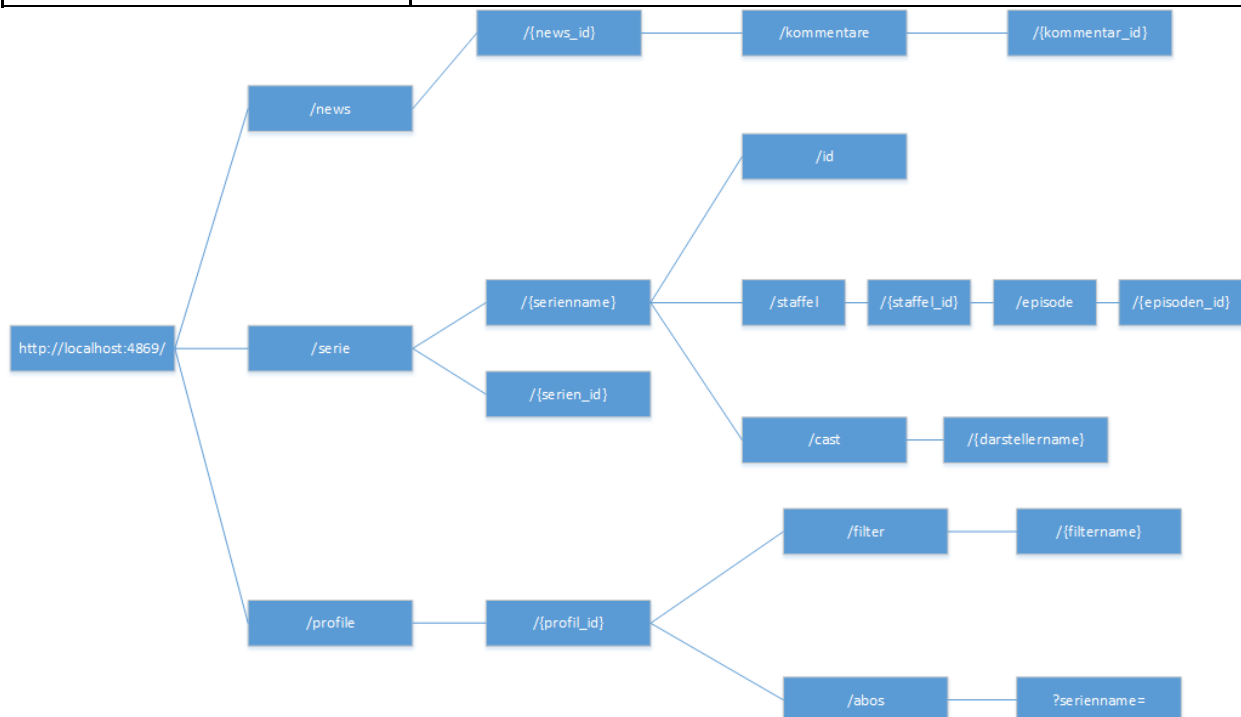 /{news_id}
/kommentare
/{kommentar_id}
/news
/id
/{serienname}
/staffel
/{staffel_id}
/episode
/{episoden_id}
http://localhost:4869/
/serie
/{serien_id}
/cast
/{darstellername}
/filter
/{filtername}
/profile
/{profil_id}
/abos
?serienname=